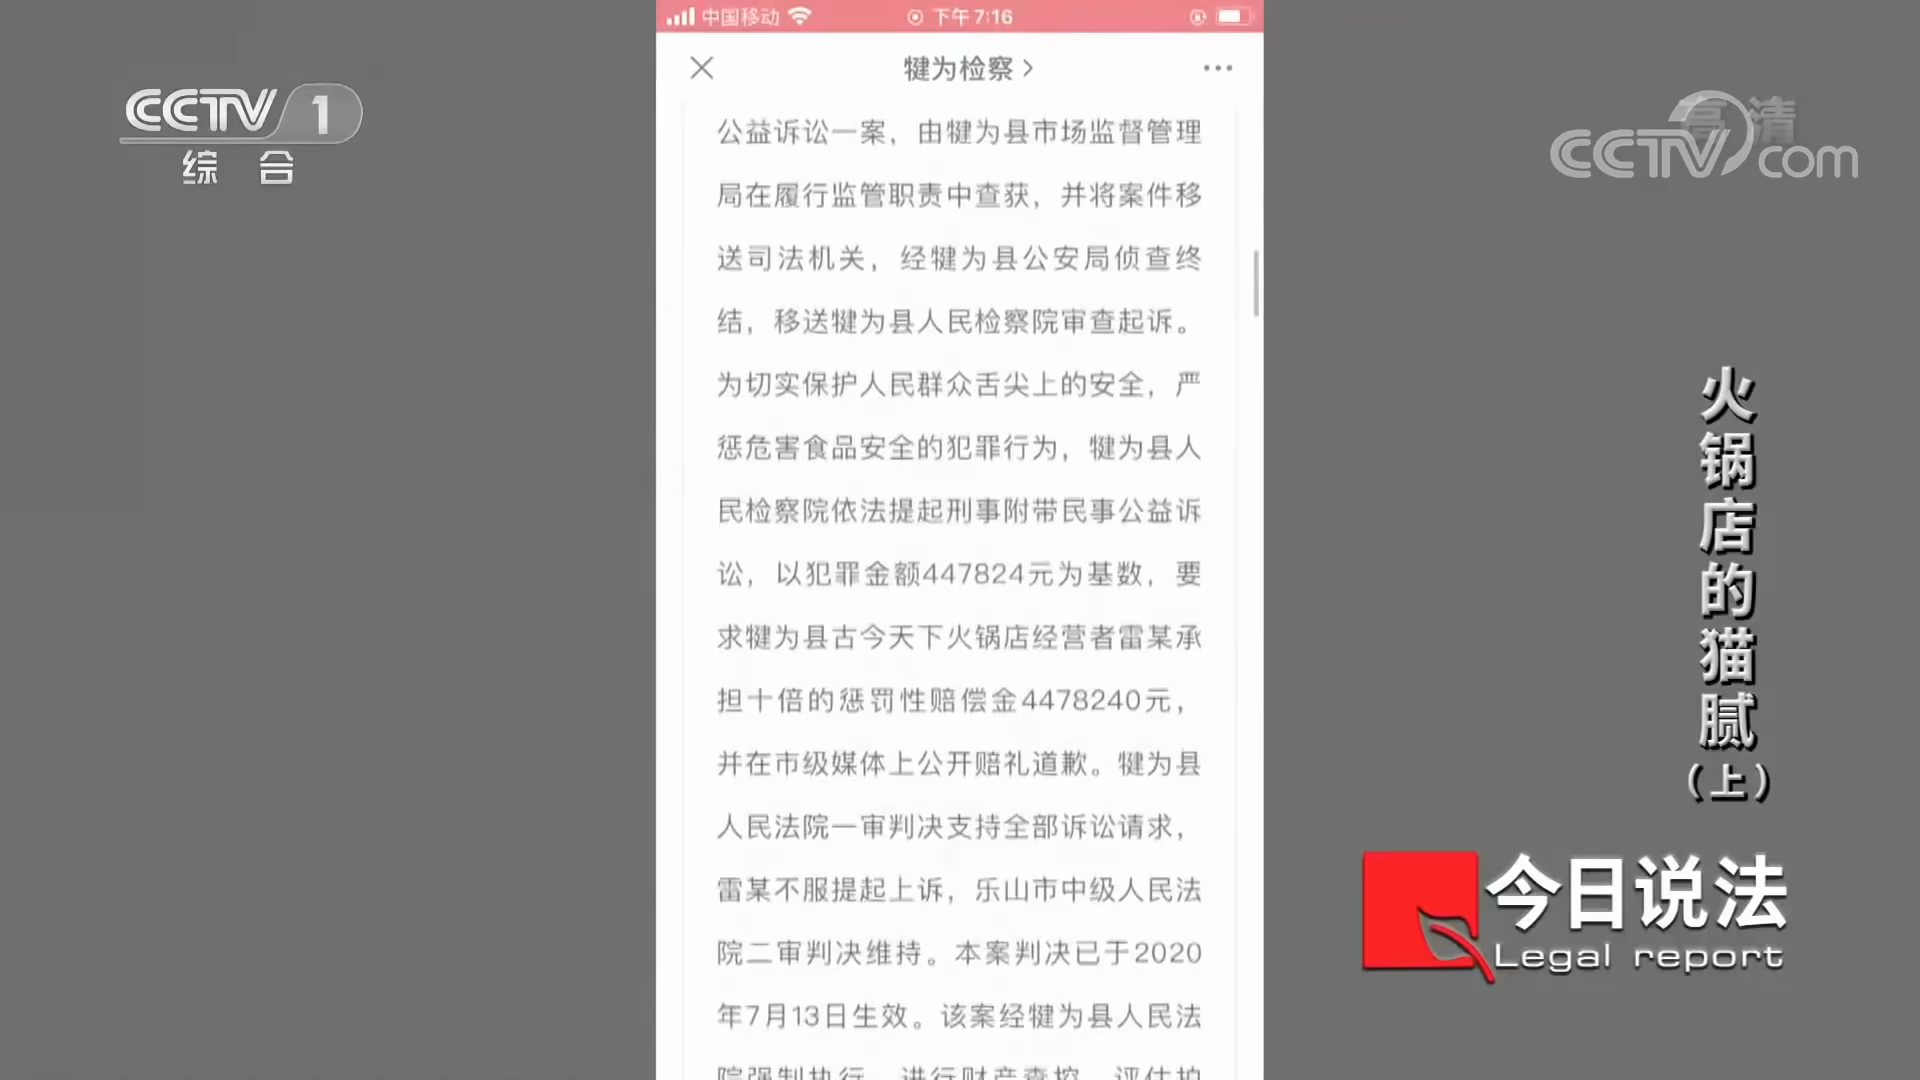 中国移动
下午7:16
犍为检察
公益诉讼一案，由犍为县市场监督管理
局在履行监管职责中查获，并将案件移
送司法机关，经犍为县公安局侦查终
结，移送犍为县人民检察院审查起诉。
为切实保护人民群众舌尖上的安全，严
惩危害食品安全的犯罪行为，犍为县人
民检察院依法提起刑事附带民事公益诉
讼，以犯罪金额447824元为基数，要
求犍为县古今天下火锅店经营者雷某承
担十倍的惩罚性赔偿金4478240元，
并在市级媒体上公开赔礼道歉。犍为县
人民法院一审判决支持全部诉讼请求，
雷某不服提起上诉，乐山市中级人民法
院二审判决维持。本案判决已于2020
年7月13日生效。该案经犍为县人民法
院强制执行，进行财产查控、评估拍
CCTV 1
综合
高清
CCTV com
火锅店的猫腻
（上）
今日说法
Legal report